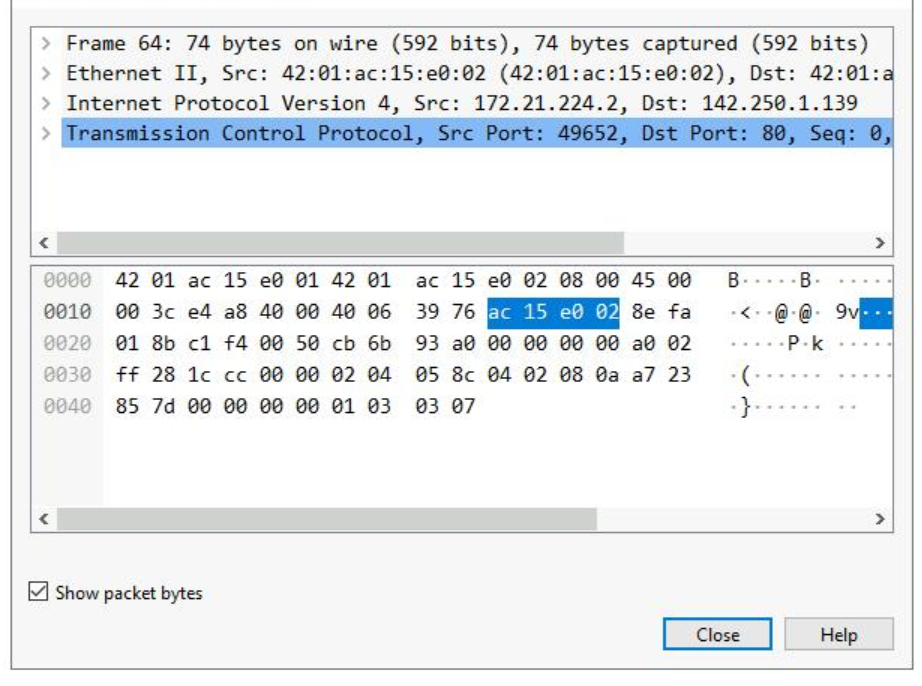 > Frame 64: 74 bytes on wire (592 bits), 74 bytes captured (592 bits)
> Ethernet II, Src: 42:01:ac:15:e0:02 (42:01:ac:15:e0:02), Dst: 42:01:a
> Internet Protocol Version 4, Src: 172.21.224.2, Dst: 142.250.1.139
> Transmission Control Protocol, Src Port: 49652, Dst Port: 80, Seq: 0,
0000 42 01 ac 15 e0 01 42 01 ac 15 e0 02 08 00 45 00 B·····B· ·····
0010 00 3c e4 a8 40 00 40 06 39 76 ac 15 e0 02 8e fa ·<··@·@· 9v···
0020 01 8b c1 f4 00 50 cb 6b 93 a0 00 00 00 00 a0 02 ·····P·k ·····
0030 ff 28 1c cc 00 00 02 04 05 8c 04 02 08 0a a7 23 ·(······ ·····
0040 85 7d 00 00 00 00 01 03 03 07 ·}······ ··
Show packet bytes
Close Help